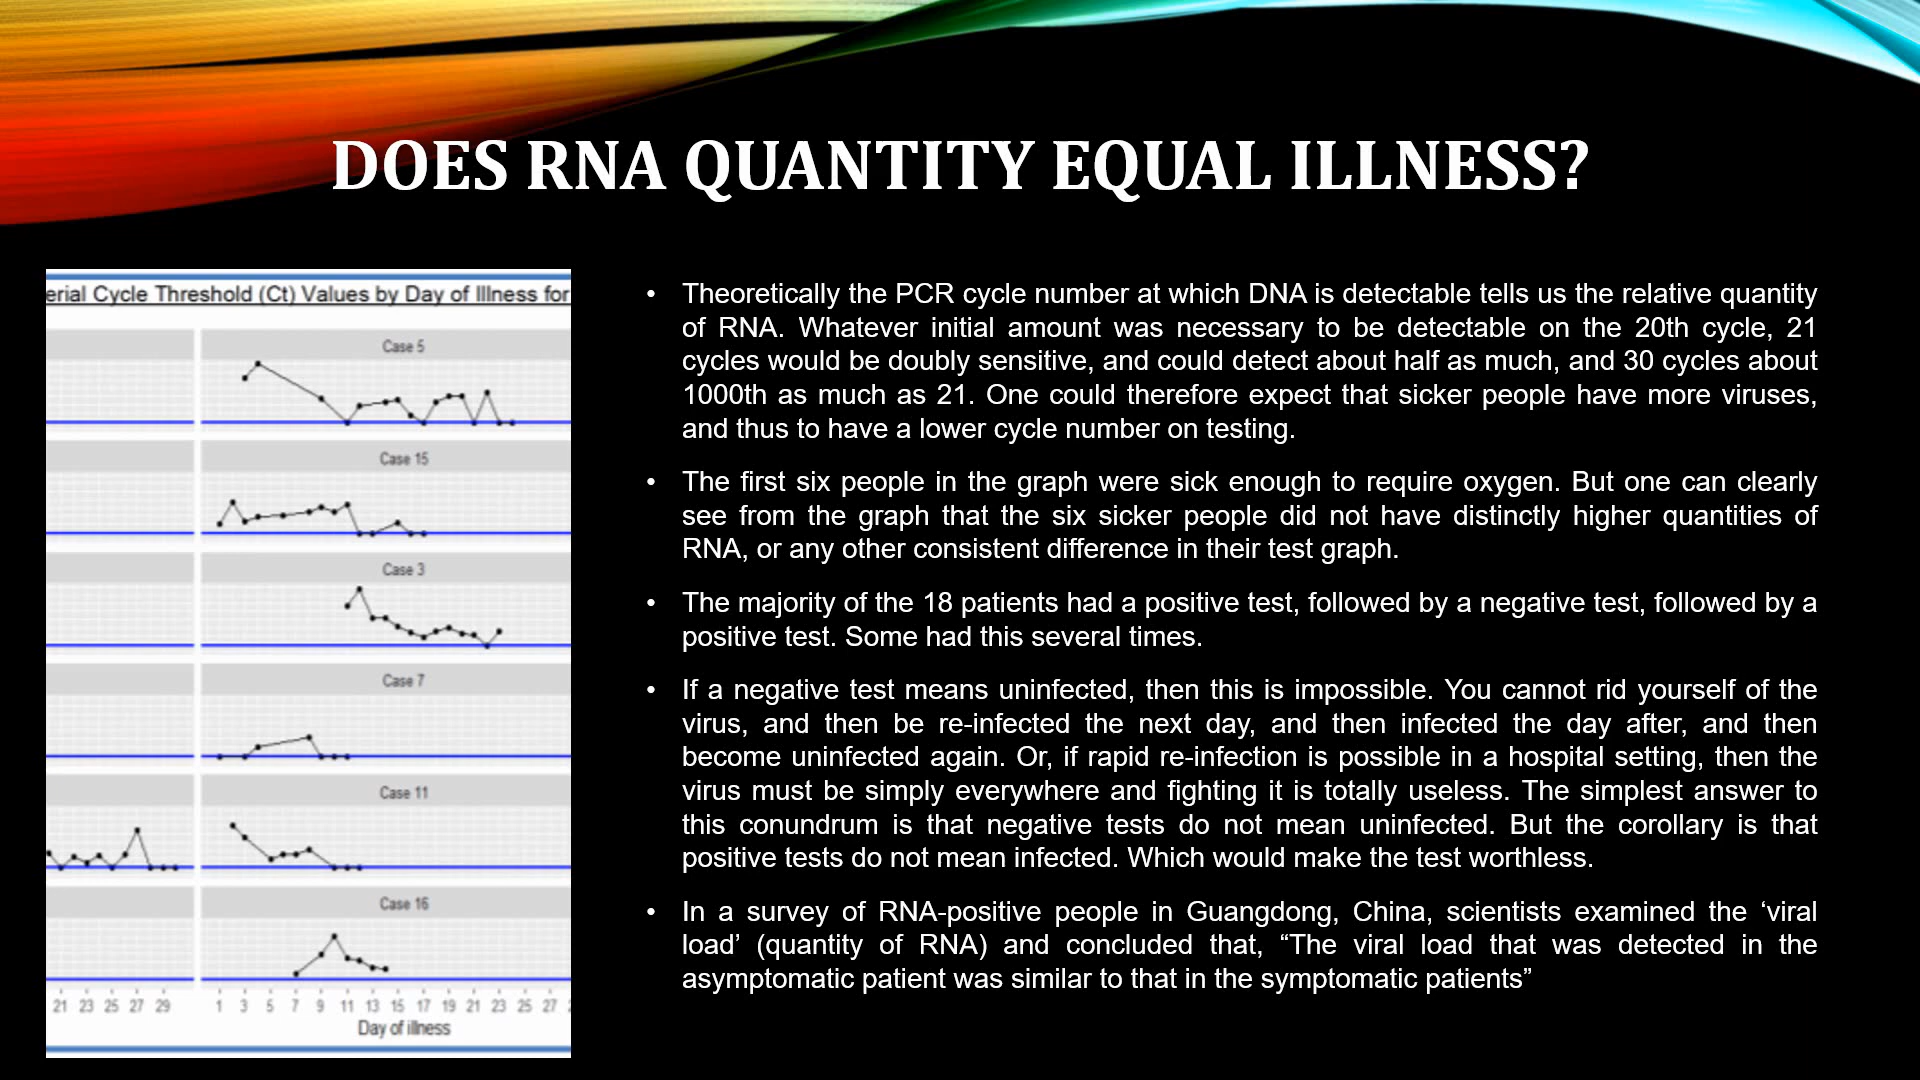 DOES RNA QUANTITY EQUAL ILLNESS?
erial Cycle Threshold (Ct) Values by Day of Illness for
Case 5
Case 15
Case 3
Case 7
Case 11
Case 16
21 23 25 27 29 1 3 5 7 9 11 13 15 17 19 21 23 25 27
Day of illness
• Theoretically the PCR cycle number at which DNA is detectable tells us the relative quantity
of RNA. Whatever initial amount was necessary to be detectable on the 20th cycle, 21
cycles would be doubly sensitive, and could detect about half as much, and 30 cycles about
1000th as much as 21. One could therefore expect that sicker people have more viruses,
and thus to have a lower cycle number on testing.
• The first six people in the graph were sick enough to require oxygen. But one can clearly
see from the graph that the six sicker people did not have distinctly higher quantities of
RNA, or any other consistent difference in their test graph.
• The majority of the 18 patients had a positive test, followed by a negative test, followed by a
positive test. Some had this several times.
• If a negative test means uninfected, then this is impossible. You cannot rid yourself of the
virus, and then be re-infected the next day, and then infected the day after, and then
become uninfected again. Or, if rapid re-infection is possible in a hospital setting, then the
virus must be simply everywhere and fighting it is totally useless. The simplest answer to
this conundrum is that negative tests do not mean uninfected. But the corollary is that
positive tests do not mean infected. Which would make the test worthless.
• In a survey of RNA-positive people in Guangdong, China, scientists examined the ‘viral
load’ (quantity of RNA) and concluded that, “The viral load that was detected in the
asymptomatic patient was similar to that in the symptomatic patients”